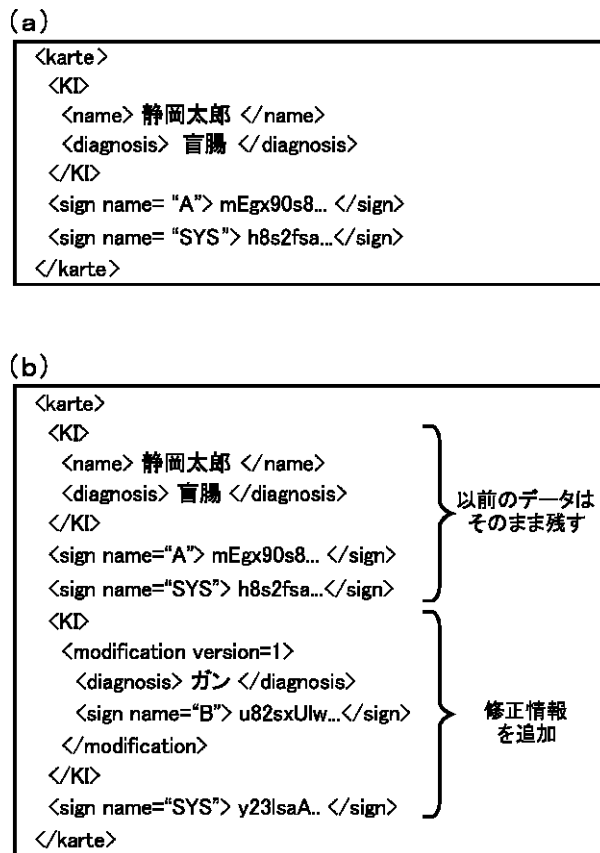 (a)
<karte>
<KI>
<name> 静岡太郎 </name>
<diagnosis> 盲腸 </diagnosis>
</KI>
<sign name= “A”> mEgx90s8... </sign>
<sign name= “SYS”> h8s2fsa...</sign>
</karte>
(b)
<karte>
<KI>
<name> 静岡太郎 </name>
<diagnosis> 盲腸 </diagnosis>
</KI>
<sign name=“A”> mEgx90s8... </sign>
<sign name=“SYS”> h8s2fsa...</sign>
以前のデータは
そのまま残す
<KI>
<modification version=1>
<diagnosis> ガン </diagnosis>
<sign name=“B”> u82sxUlw...</sign>
</modification>
</KI>
<sign name=“SYS”> y23lsaA.. </sign>
修正情報
を追加
</karte>